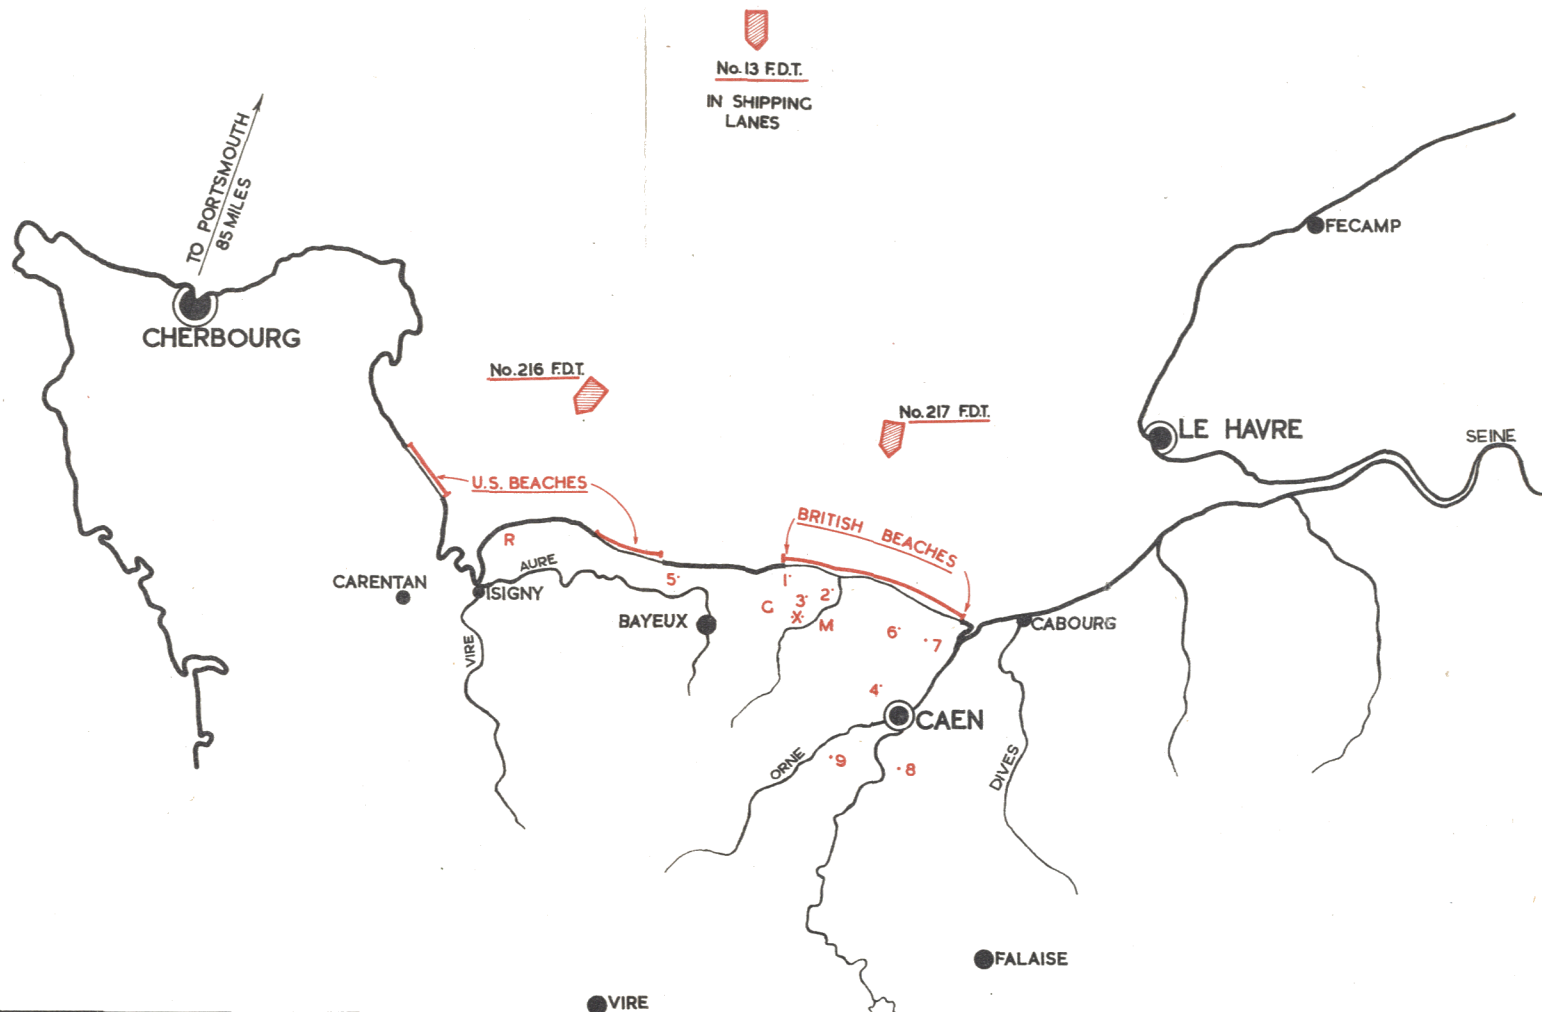 No. 13 F.D.T.
IN SHIPPING
LANES
TO PORTSMOUTH
85 MILES
FECAMP
CHERBOURG
No. 216 F.D.T.
No. 217 F.D.T.
LE HAVRE
SEINE
U.S. BEACHES
BRITISH BEACHES
R
AURE
5
1
CARENTAN
ISIGNY
G
3
2
X
M
BAYEUX
6
7
CABOURG
VIRE
4
CAEN
ORNE
9
8
DIVES
FALAISE
VIRE